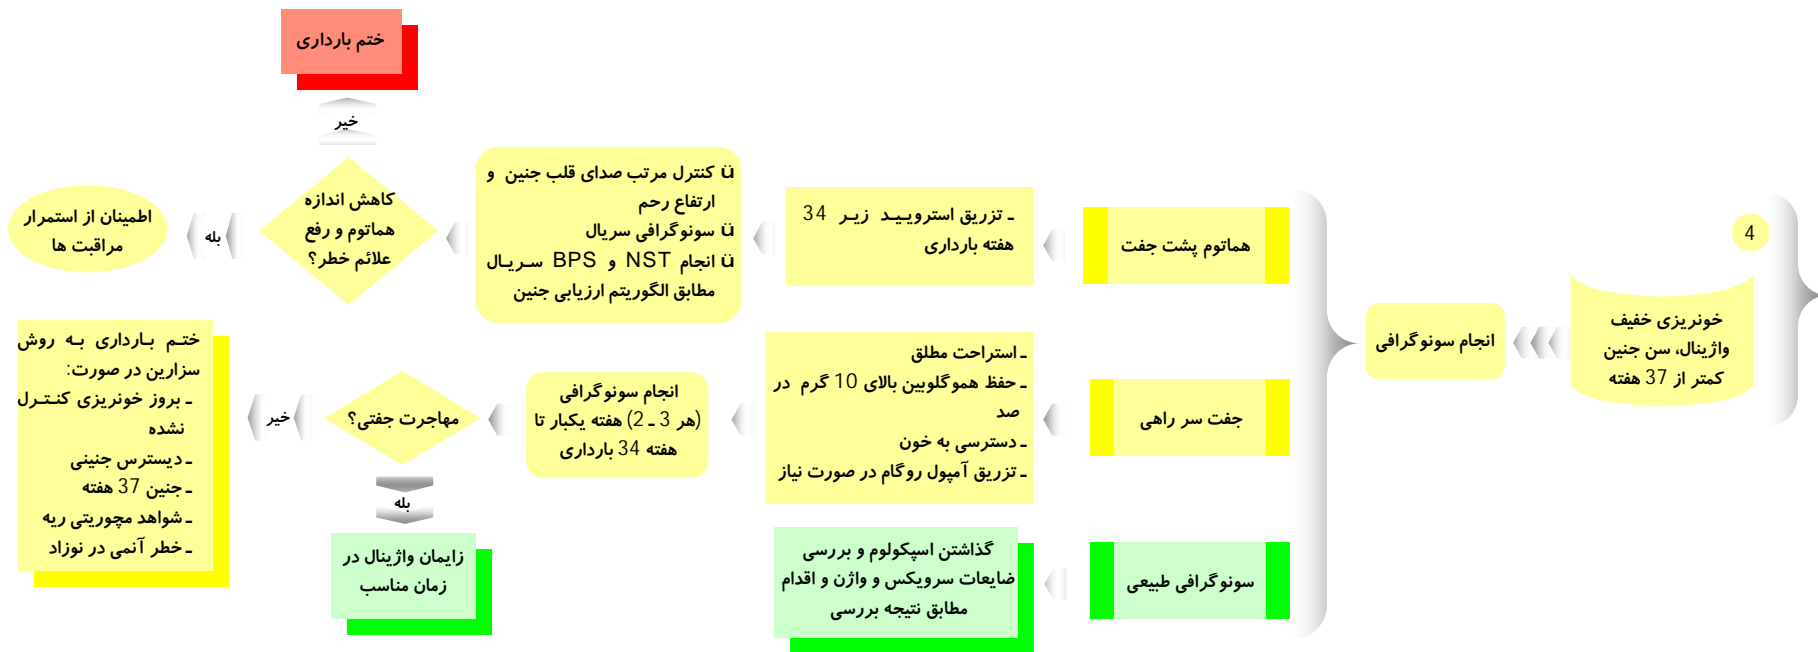 4
خونریزی خفیف
واژینال، سن جنین
کمتر از 37 هفته
انجام سونوگرافی
هماتوم پشت جفت
ـ تزریق استرویـیـد زیـر 34
هفته بارداری
ü کنترل مرتب صدای قلب جنین و
ارتفاع رحم
ü سونوگرافی سریال
ü انجام NST و BPS سـریـال
مطابق الگوریتم ارزیابی جنین
کاهش اندازه
هماتوم و رفع
علائم خطر؟
خیر
ختم بارداری
بله
اطمینان از استمرار
مراقبت ها
جفت سر راهی
ـ استراحت مطلق
ـ حفظ هموگلوبین بالای 10 گرم در
صد
ـ دسترسی به خون
ـ تزریق آمپول روگام در صورت نیاز
انجام سونوگرافی
(هر 3 ـ 2) هفته یکبار تا
هفته 34 بارداری
مهاجرت جفتی؟
خیر
ختـم بـارداری بـه روش
سزارین در صورت:
ـ بروز خونریزی کنـتـرل
نشده
ـ دیسترس جنینی
ـ جنین 37 هفته
ـ شواهد مچوریتی ریه
ـ خطر آنمی در نوزاد
بله
زایمان واژینال در
زمان مناسب
سونوگرافی طبیعی
گذاشتن اسپکولوم و بررسی
ضایعات سرویکس و واژن و اقدام
مطابق نتیجه بررسی